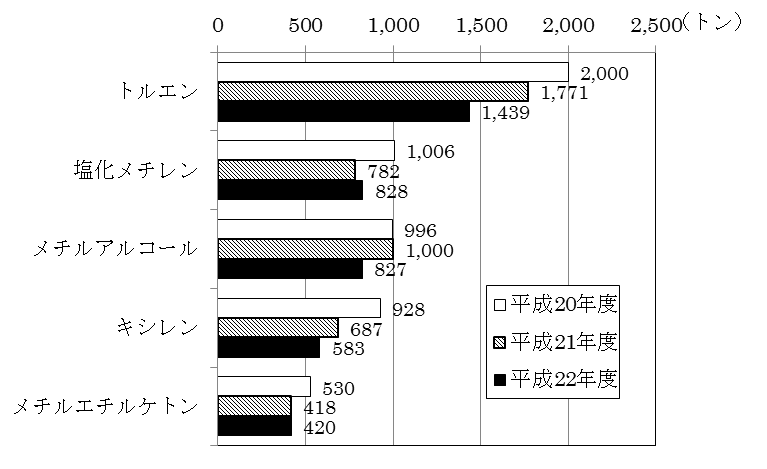 0 500 1,000 1,500 2,000 2,500 (トン)
トルエン
2,000
1,771
1,439
塩化メチレン
1,006
782
828
メチルアルコール
996
1,000
827
キシレン
928
687
583
メチルエチルケトン
530
418
420
平成20年度
平成21年度
平成22年度